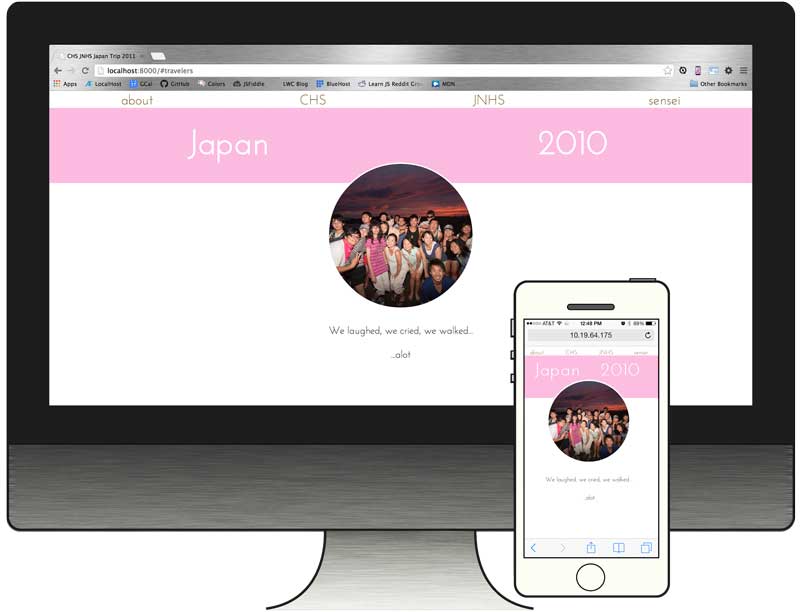 CHS JNHS Japan Trip 2011
localhost:8000/#travelers
Apps LocalHost GCal GitHub Colors JSFiddle LWC Blog BlueHost Learn JS Reddit Gro MDN Other Bookmarks
about CHS JNHS sensei
Japan 2010
We laughed, we cried, we walked...
...alot
AT&T 12:48 PM 88%
10.19.64.175
about CHS JNHS sensei
Japan 2010
We laughed, we cried, we walked...
...alot